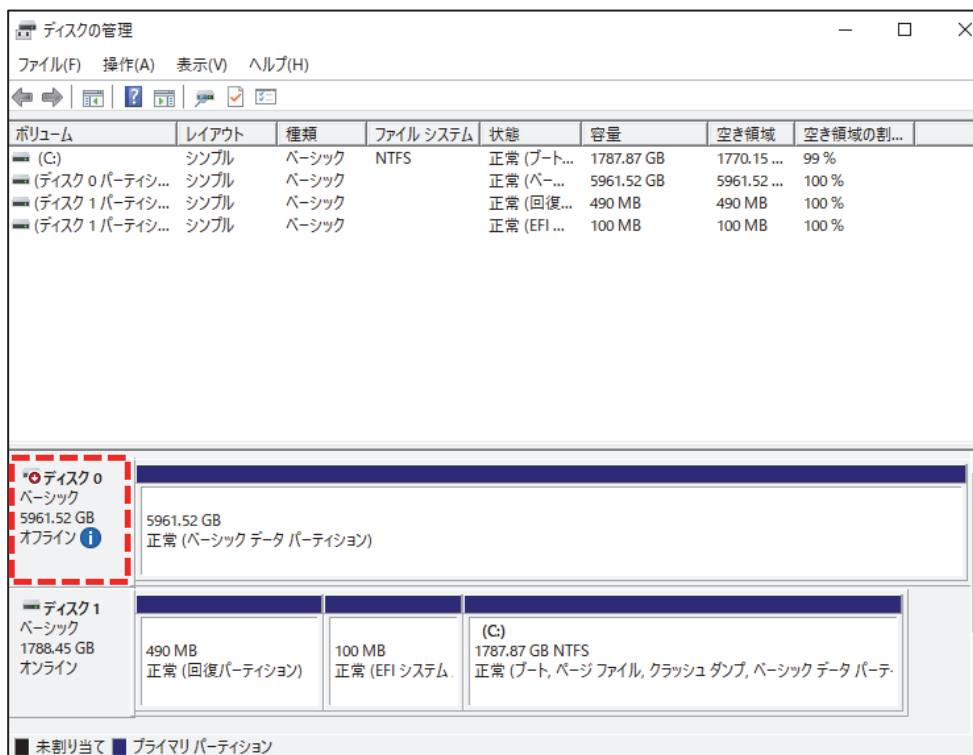 ディスクの管理
ファイル(F) 操作(A) 表示(V) ヘルプ(H)
ボリューム レイアウト 種類 ファイル システム 状態 容量 空き領域 空き領域の割...
(C:) シンプル ベーシック NTFS 正常 (ブート... 1787.87 GB 1770.15 ... 99 %
(ディスク 0 パーティシ... シンプル ベーシック 正常 (ベー... 5961.52 GB 5961.52 ... 100 %
(ディスク 1 パーティシ... シンプル ベーシック 正常 (回復... 490 MB 490 MB 100 %
(ディスク 1 パーティシ... シンプル ベーシック 正常 (EFI ... 100 MB 100 MB 100 %
ディスク 0
ベーシック
5961.52 GB
オフライン
5961.52 GB
正常 (ベーシック データ パーティション)
ディスク 1
ベーシック
1788.45 GB
オンライン
490 MB
正常 (回復パーティション)
100 MB
正常 (EFI システム
(C:)
1787.87 GB NTFS
正常 (ブート, ページ ファイル, クラッシュ ダンプ, ベーシック データ パーテ
未割り当て プライマリ パーティション